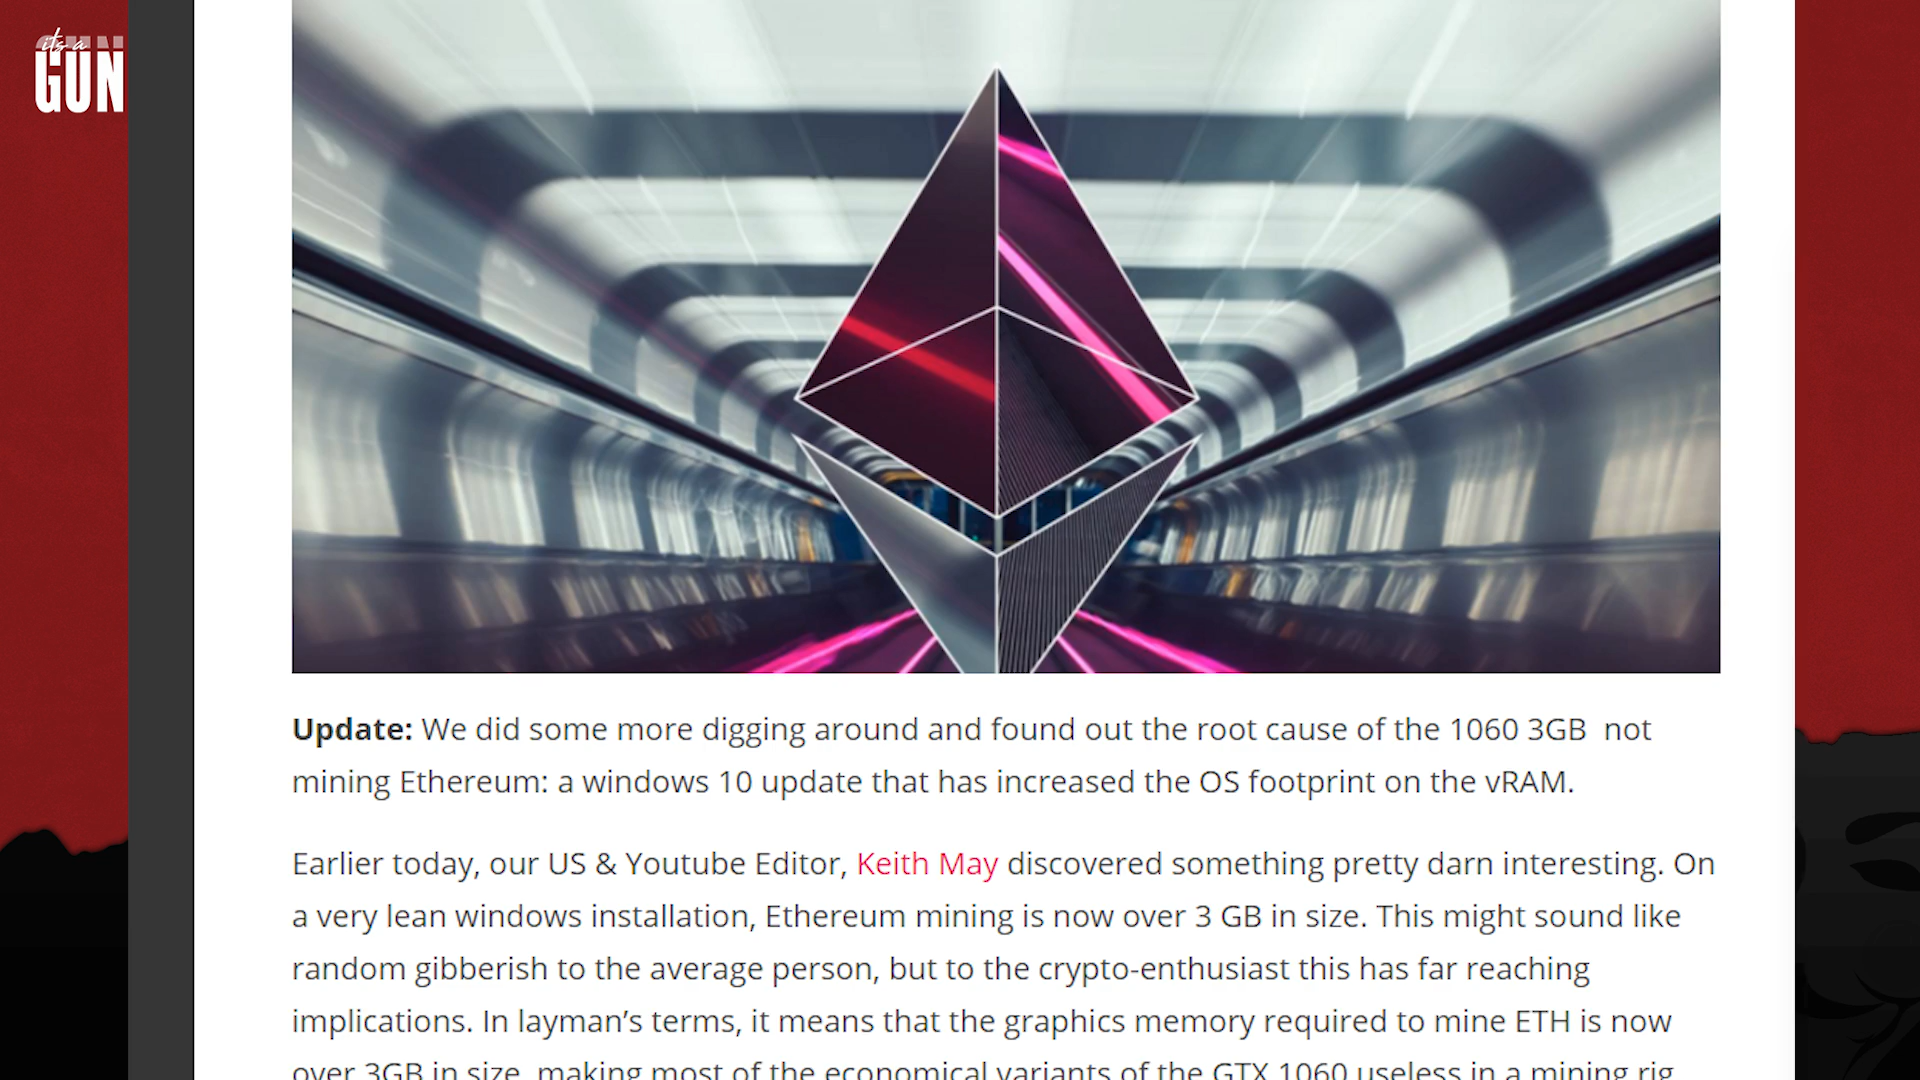 its a
GUN
Update: We did some more digging around and found out the root cause of the 1060 3GB  not
mining Ethereum: a windows 10 update that has increased the OS footprint on the vRAM.
Earlier today, our US & Youtube Editor, Keith May discovered something pretty darn interesting. On
a very lean windows installation, Ethereum mining is now over 3 GB in size. This might sound like
random gibberish to the average person, but to the crypto-enthusiast this has far reaching
implications. In layman’s terms, it means that the graphics memory required to mine ETH is now
over 3GB in size, making most of the economical variants of the GTX 1060 useless in a mining rig